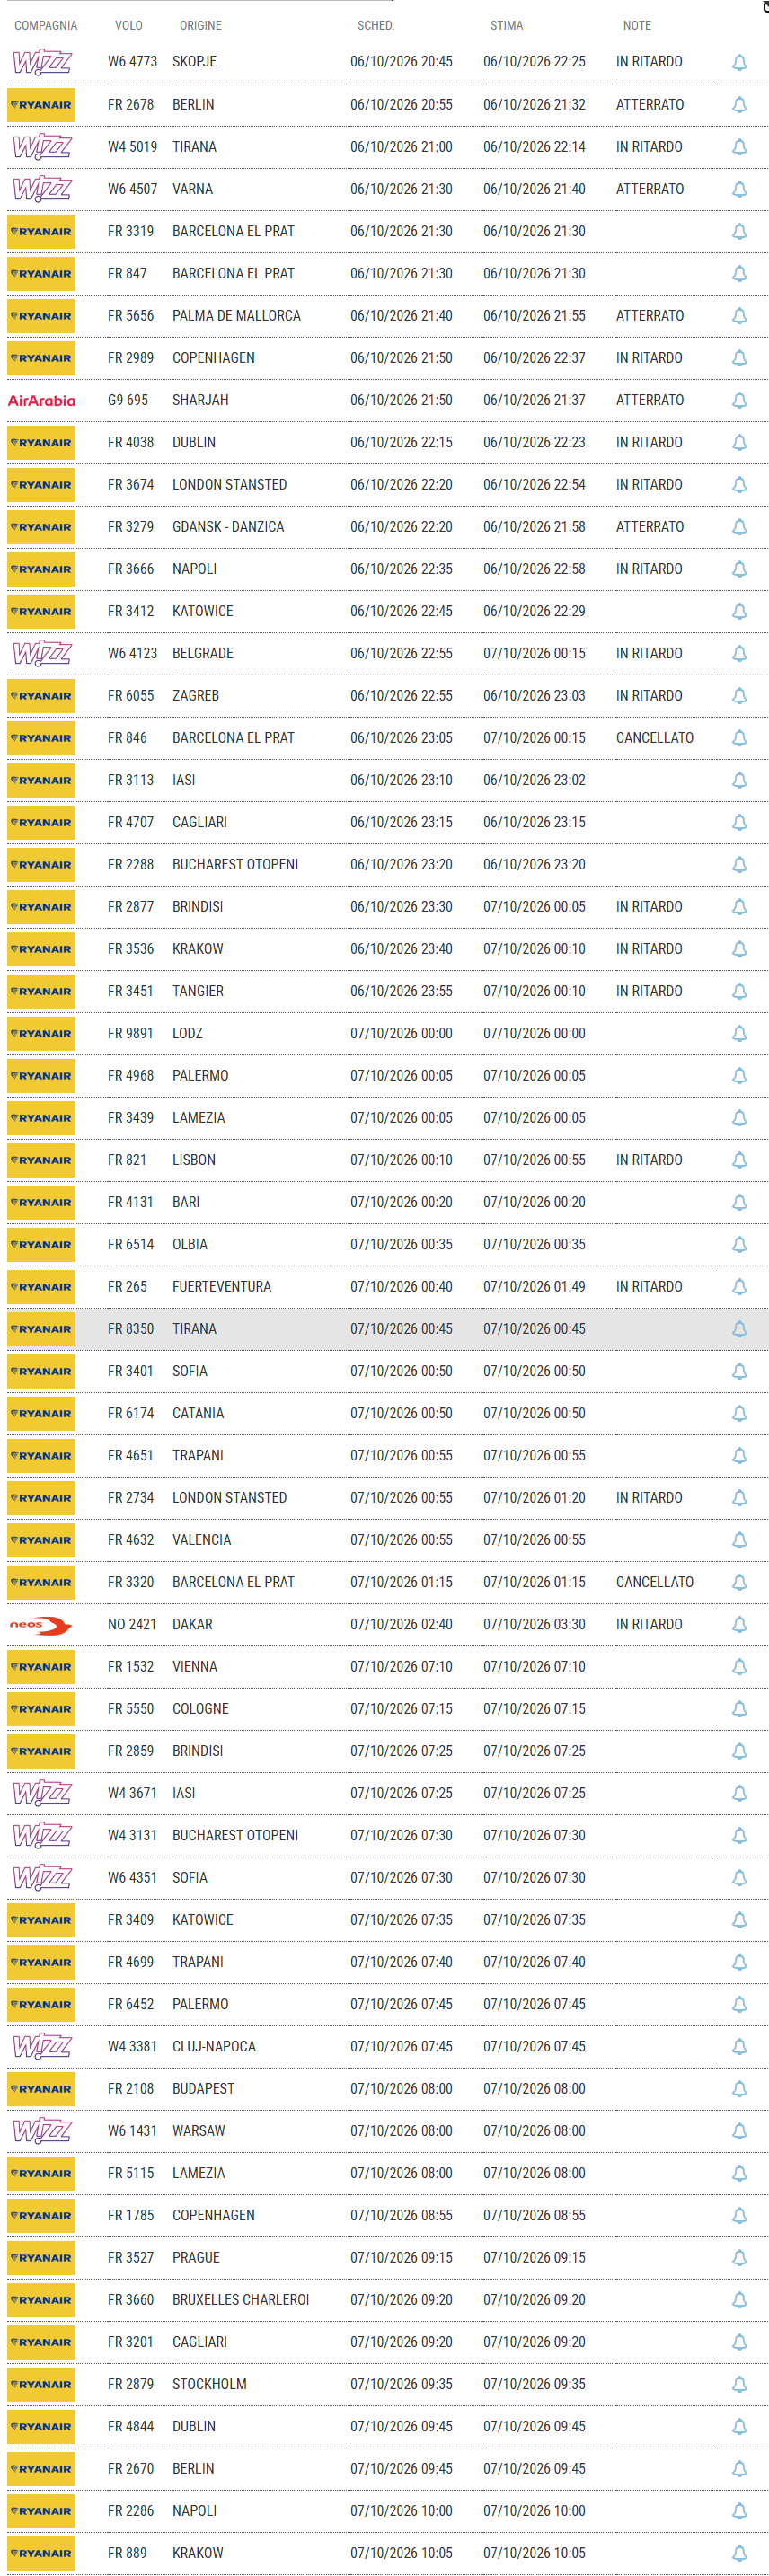 COMPAGNIA VOLO ORIGINE SCHED. STIMA NOTE
WIZZ W6 4773 SKOPJE 06/10/2026 20:45 06/10/2026 22:25 IN RITARDO
RYANAIR FR 2678 BERLIN 06/10/2026 20:55 06/10/2026 21:32 ATTERRATO
WIZZ W4 5019 TIRANA 06/10/2026 21:00 06/10/2026 22:14 IN RITARDO
WIZZ W6 4507 VARNA 06/10/2026 21:30 06/10/2026 21:40 ATTERRATO
RYANAIR FR 3319 BARCELONA EL PRAT 06/10/2026 21:30 06/10/2026 21:30
RYANAIR FR 847 BARCELONA EL PRAT 06/10/2026 21:30 06/10/2026 21:30
RYANAIR FR 5656 PALMA DE MALLORCA 06/10/2026 21:40 06/10/2026 21:55 ATTERRATO
RYANAIR FR 2989 COPENHAGEN 06/10/2026 21:50 06/10/2026 22:37 IN RITARDO
AirArabia G9 695 SHARJAH 06/10/2026 21:50 06/10/2026 21:37 ATTERRATO
RYANAIR FR 4038 DUBLIN 06/10/2026 22:15 06/10/2026 22:23 IN RITARDO
RYANAIR FR 3674 LONDON STANSTED 06/10/2026 22:20 06/10/2026 22:54 IN RITARDO
RYANAIR FR 3279 GDANSK - DANZICA 06/10/2026 22:20 06/10/2026 21:58 ATTERRATO
RYANAIR FR 3666 NAPOLI 06/10/2026 22:35 06/10/2026 22:58 IN RITARDO
RYANAIR FR 3412 KATOWICE 06/10/2026 22:45 06/10/2026 22:29
WIZZ W6 4123 BELGRADE 06/10/2026 22:55 07/10/2026 00:15 IN RITARDO
RYANAIR FR 6055 ZAGREB 06/10/2026 22:55 06/10/2026 23:03 IN RITARDO
RYANAIR FR 846 BARCELONA EL PRAT 06/10/2026 23:05 07/10/2026 00:15 CANCELLATO
RYANAIR FR 3113 IASI 06/10/2026 23:10 06/10/2026 23:02
RYANAIR FR 4707 CAGLIARI 06/10/2026 23:15 06/10/2026 23:15
RYANAIR FR 2288 BUCHAREST OTOPENI 06/10/2026 23:20 06/10/2026 23:20
RYANAIR FR 2877 BRINDISI 06/10/2026 23:30 07/10/2026 00:05 IN RITARDO
RYANAIR FR 3536 KRAKOW 06/10/2026 23:40 07/10/2026 00:10 IN RITARDO
RYANAIR FR 3451 TANGIER 06/10/2026 23:55 07/10/2026 00:10 IN RITARDO
RYANAIR FR 9891 LODZ 07/10/2026 00:00 07/10/2026 00:00
RYANAIR FR 4968 PALERMO 07/10/2026 00:05 07/10/2026 00:05
RYANAIR FR 3439 LAMEZIA 07/10/2026 00:05 07/10/2026 00:05
RYANAIR FR 821 LISBON 07/10/2026 00:10 07/10/2026 00:55 IN RITARDO
RYANAIR FR 4131 BARI 07/10/2026 00:20 07/10/2026 00:20
RYANAIR FR 6514 OLBIA 07/10/2026 00:35 07/10/2026 00:35
RYANAIR FR 265 FUERTEVENTURA 07/10/2026 00:40 07/10/2026 01:49 IN RITARDO
RYANAIR FR 8350 TIRANA 07/10/2026 00:45 07/10/2026 00:45
RYANAIR FR 3401 SOFIA 07/10/2026 00:50 07/10/2026 00:50
RYANAIR FR 6174 CATANIA 07/10/2026 00:50 07/10/2026 00:50
RYANAIR FR 4651 TRAPANI 07/10/2026 00:55 07/10/2026 00:55
RYANAIR FR 2734 LONDON STANSTED 07/10/2026 00:55 07/10/2026 01:20 IN RITARDO
RYANAIR FR 4632 VALENCIA 07/10/2026 00:55 07/10/2026 00:55
RYANAIR FR 3320 BARCELONA EL PRAT 07/10/2026 01:15 07/10/2026 01:15 CANCELLATO
neos NO 2421 DAKAR 07/10/2026 02:40 07/10/2026 03:30 IN RITARDO
RYANAIR FR 1532 VIENNA 07/10/2026 07:10 07/10/2026 07:10
RYANAIR FR 5550 COLOGNE 07/10/2026 07:15 07/10/2026 07:15
RYANAIR FR 2859 BRINDISI 07/10/2026 07:25 07/10/2026 07:25
WIZZ W4 3671 IASI 07/10/2026 07:25 07/10/2026 07:25
WIZZ W4 3131 BUCHAREST OTOPENI 07/10/2026 07:30 07/10/2026 07:30
WIZZ W6 4351 SOFIA 07/10/2026 07:30 07/10/2026 07:30
RYANAIR FR 3409 KATOWICE 07/10/2026 07:35 07/10/2026 07:35
RYANAIR FR 4699 TRAPANI 07/10/2026 07:40 07/10/2026 07:40
RYANAIR FR 6452 PALERMO 07/10/2026 07:45 07/10/2026 07:45
WIZZ W4 3381 CLUJ-NAPOCA 07/10/2026 07:45 07/10/2026 07:45
RYANAIR FR 2108 BUDAPEST 07/10/2026 08:00 07/10/2026 08:00
WIZZ W6 1431 WARSAW 07/10/2026 08:00 07/10/2026 08:00
RYANAIR FR 5115 LAMEZIA 07/10/2026 08:00 07/10/2026 08:00
RYANAIR FR 1785 COPENHAGEN 07/10/2026 08:55 07/10/2026 08:55
RYANAIR FR 3527 PRAGUE 07/10/2026 09:15 07/10/2026 09:15
RYANAIR FR 3660 BRUXELLES CHARLEROI 07/10/2026 09:20 07/10/2026 09:20
RYANAIR FR 3201 CAGLIARI 07/10/2026 09:20 07/10/2026 09:20
RYANAIR FR 2879 STOCKHOLM 07/10/2026 09:35 07/10/2026 09:35
RYANAIR FR 4844 DUBLIN 07/10/2026 09:45 07/10/2026 09:45
RYANAIR FR 2670 BERLIN 07/10/2026 09:45 07/10/2026 09:45
RYANAIR FR 2286 NAPOLI 07/10/2026 10:00 07/10/2026 10:00
RYANAIR FR 889 KRAKOW 07/10/2026 10:05 07/10/2026 10:05